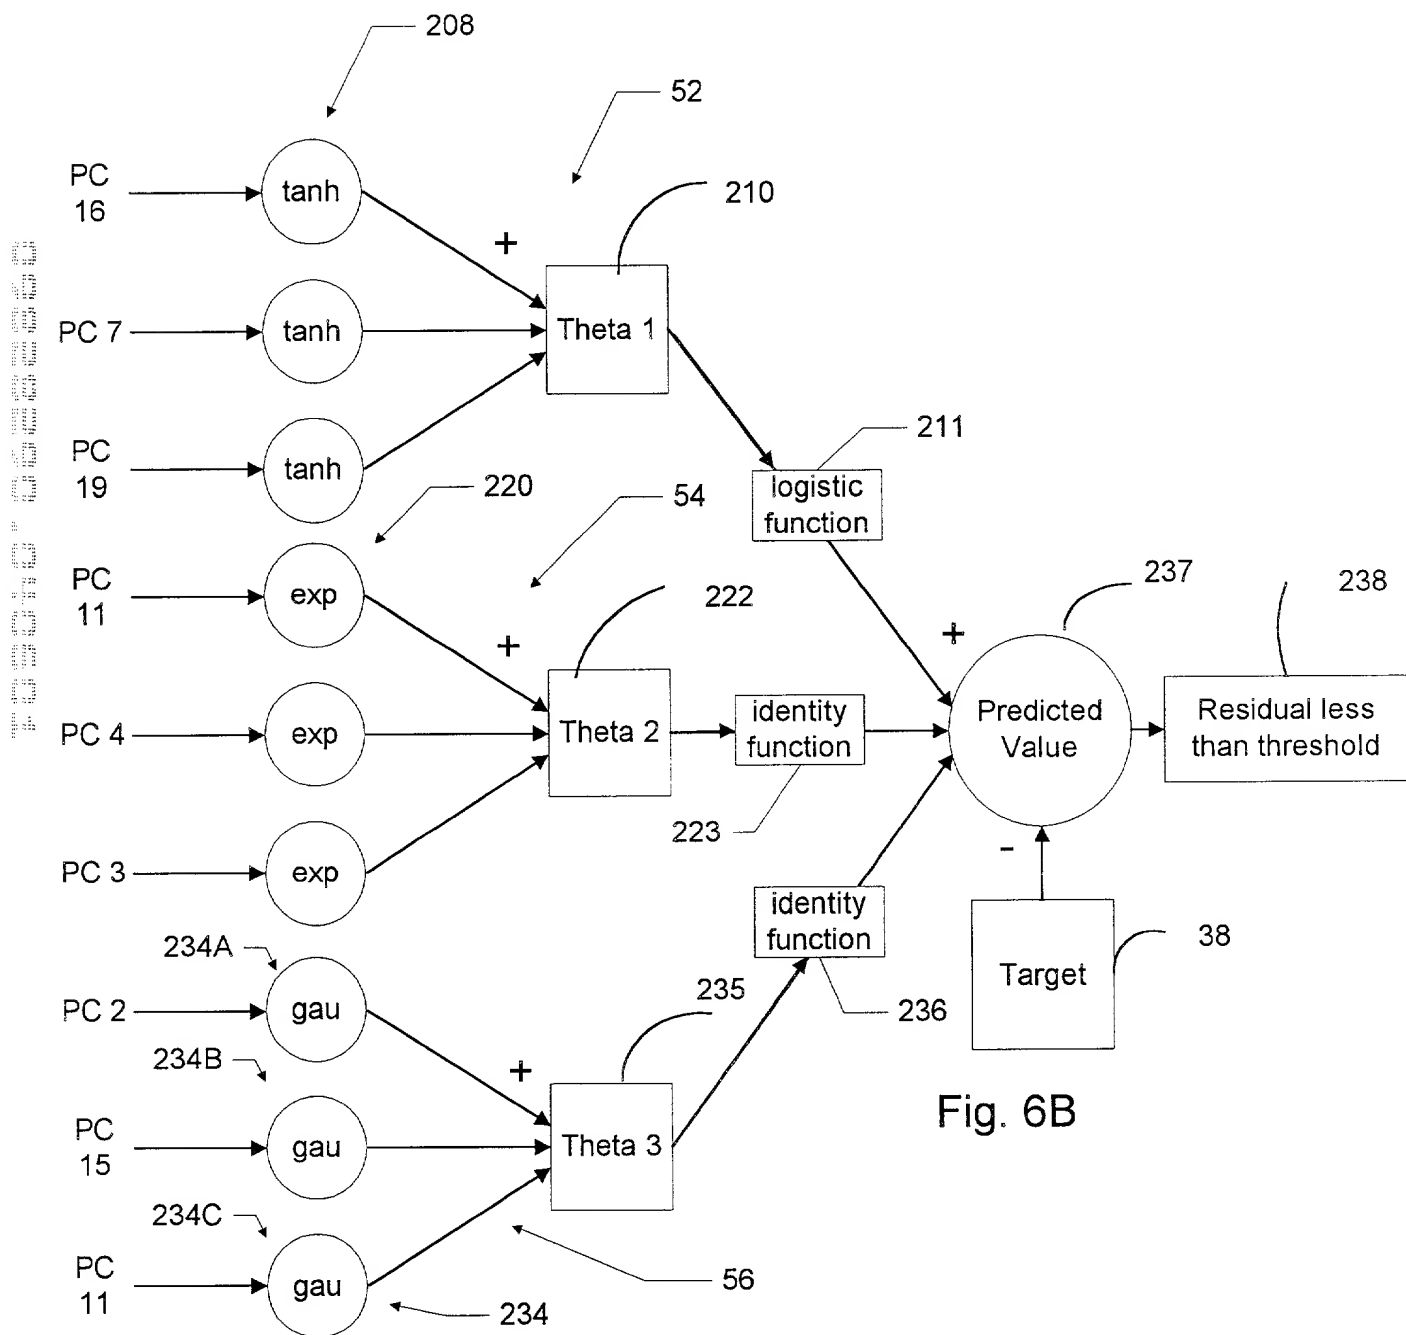 208
52
PC
16
tanh
210
+
PC 7
tanh
Theta 1
PC
19
tanh
211
logistic
function
220
54
PC
11
exp
222
+
237
238
+
PC 4
exp
Theta 2
identity
function
Predicted
Value
Residual less
than threshold
223
-
PC 3
exp
identity
function
38
Target
234A
PC 2
gau
235
236
234B
+
Fig. 6B
PC
15
gau
Theta 3
234C
PC
11
gau
56
234